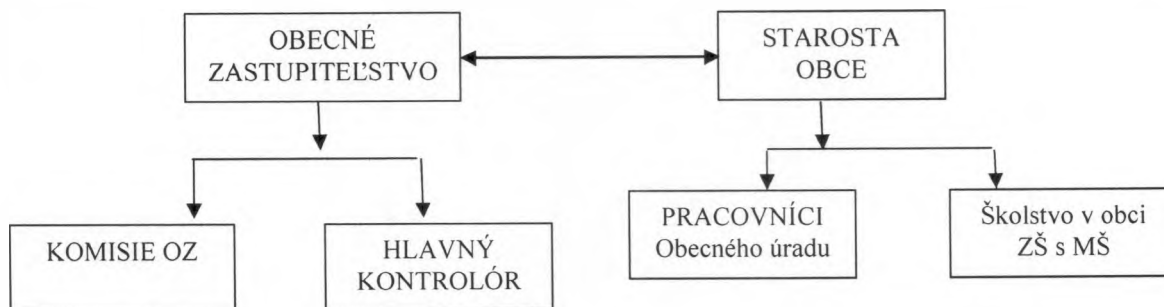 OBECNÉ
ZASTUPITEĽSTVO
STAROSTA
OBCE
KOMISIE OZ
HLAVNÝ
KONTROLÓR
PRACOVNÍCI
Obecného úradu
Školstvo v obci
ZŠ s MŠ